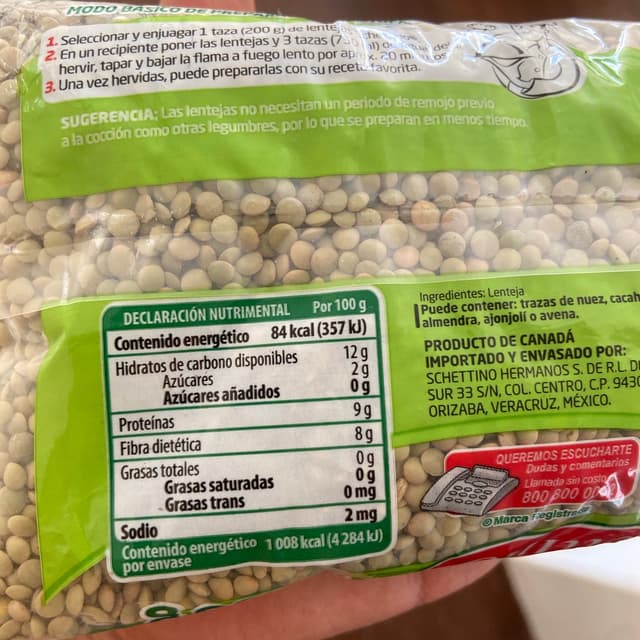 MODO BÁSICO DE
1. Seleccionar y enjuagar 1 taza (200 g) de
2. En un recipiente poner las lentejas y 3 tazas
hervir, tapar y bajar la flama a fuego lento por 20
3. Una vez hervidas, puede prepararlas con su receta favorita.
SUGERENCIA: Las lentejas no necesitan un periodo de remojo previo
a la cocción como otras legumbres, por lo que se preparan en menos tiempo.
DECLARACIÓN NUTRIMENTAL Por 100 g
Contenido energético 84 kcal (357 kJ)
Hidratos de carbono disponibles 12 g
Azúcares 2 g
Azúcares añadidos 0 g
Proteínas 9 g
Fibra dietética 8 g
Grasas totales 0 g
Grasas saturadas 0 g
Grasas trans 0 mg
Sodio 2 mg
Contenido energético 1 008 kcal (4 284 kJ)
por envase
Ingredientes: Lenteja
Puede contener: trazas de nuez,
almendra, ajonjolí o avena.
PRODUCTO DE CANADÁ
IMPORTADO Y ENVASADO POR:
SCHETTINO HERMANOS S. DE R.L.
SUR 33 S/N, COL. CENTRO, C.P.
ORIZABA, VERACRUZ, MÉXICO.
QUEREMOS ESCUCHARTE
Dudas y comentarios
Llamada sin costo
800 800
© Marca Registrada